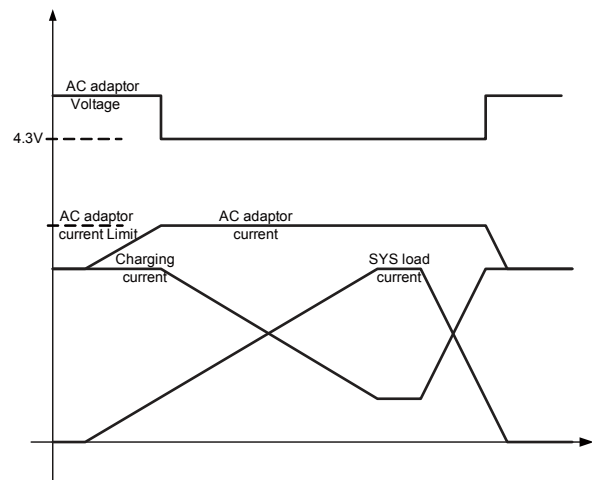 AC adaptor
Voltage
4.3V
AC adaptor
current Limit
AC adaptor
current
Charging
current
SYS load
current